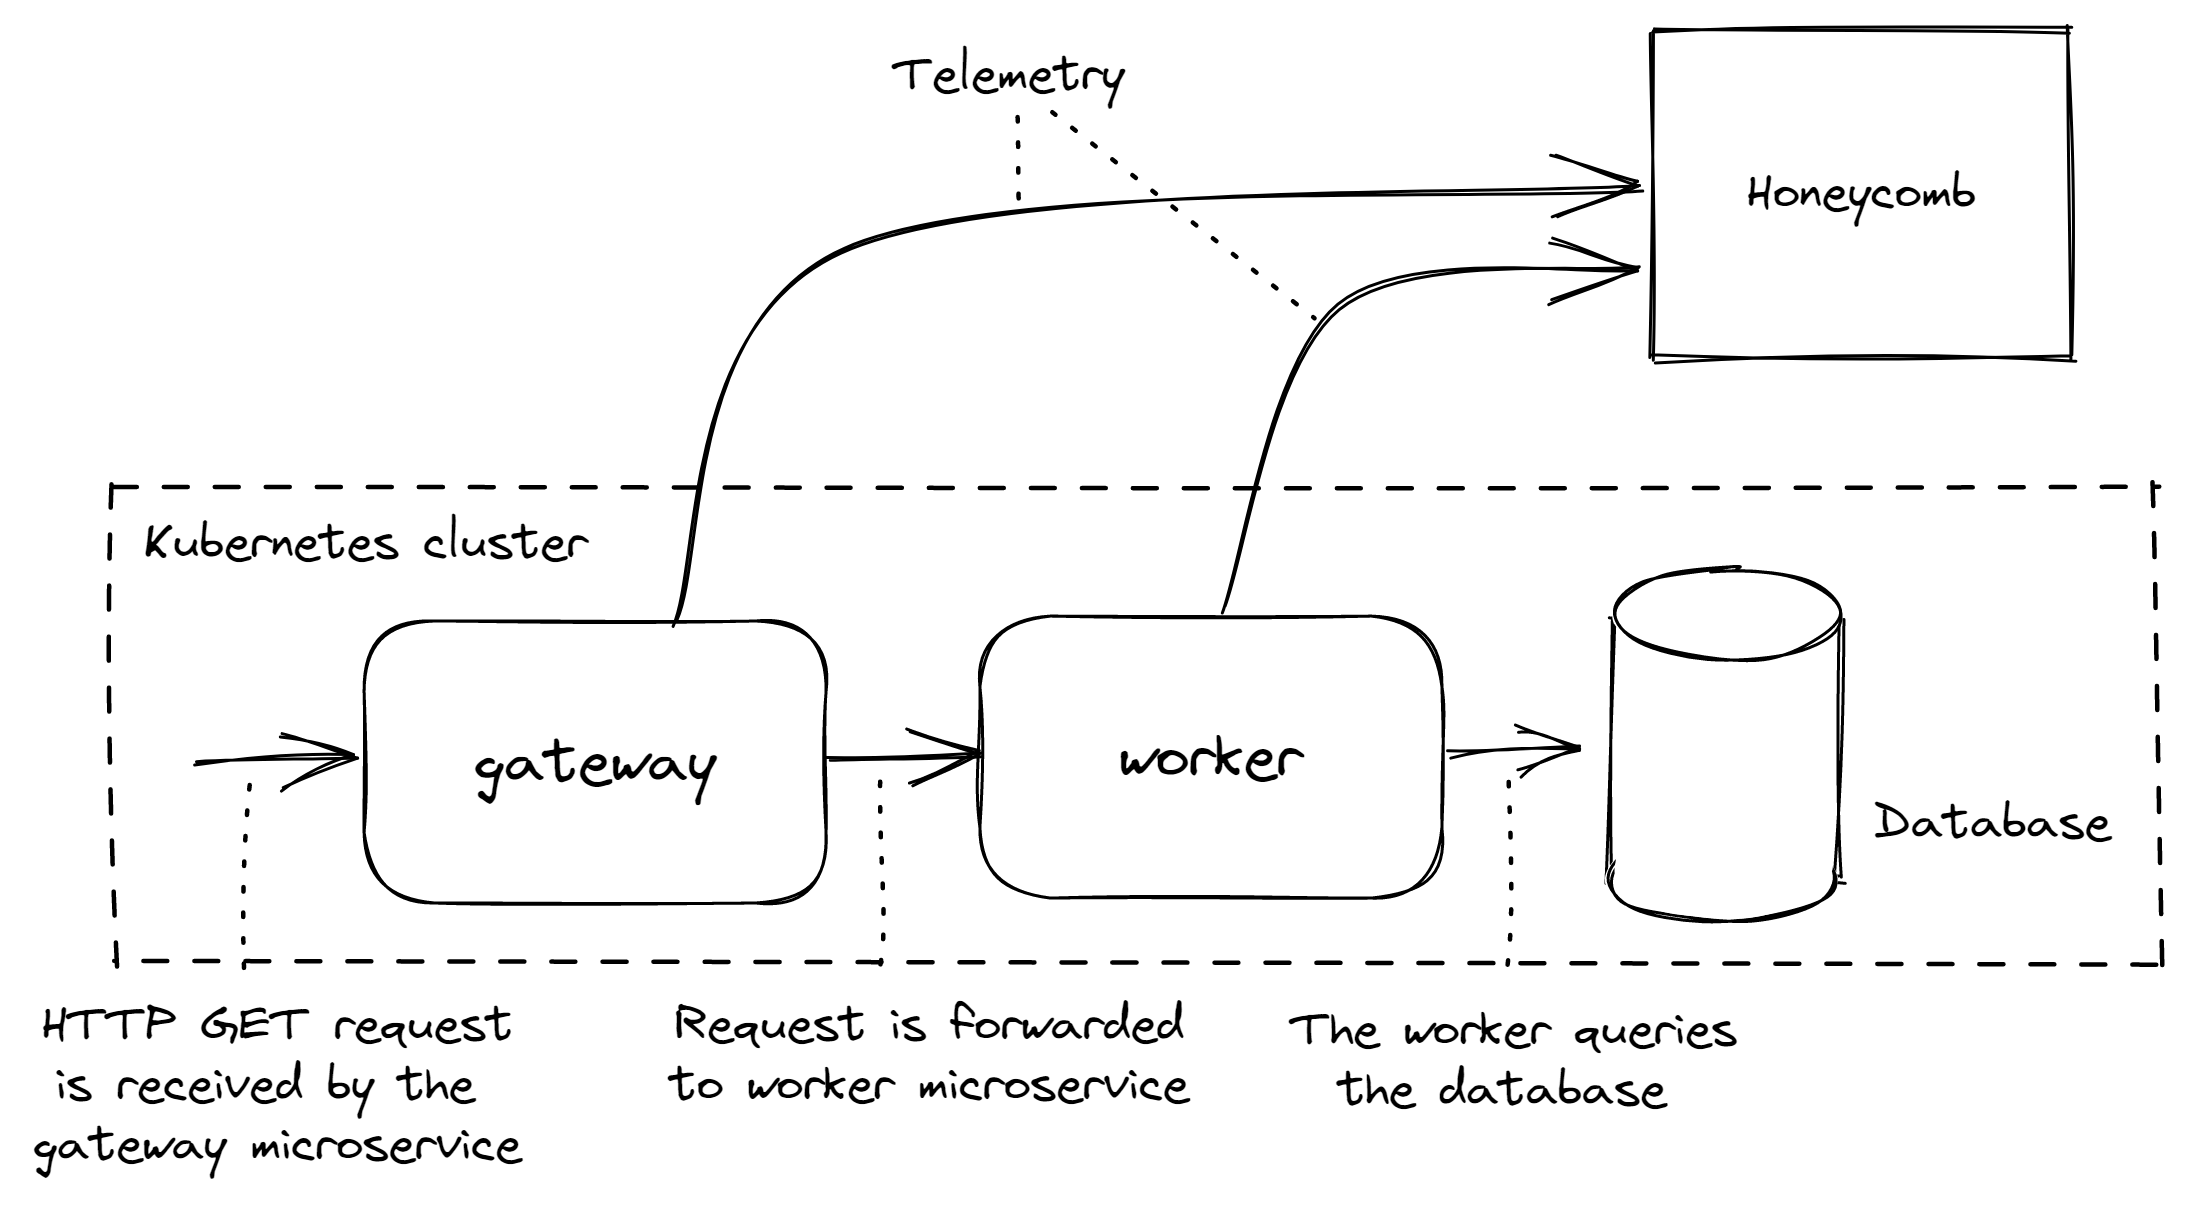 Telemetry
Honeycomb
Kubernetes cluster
gateway
worker
Database
HTTP GET request
is received by the
gateway microservice
Request is forwarded
to worker microservice
The worker queries
the database